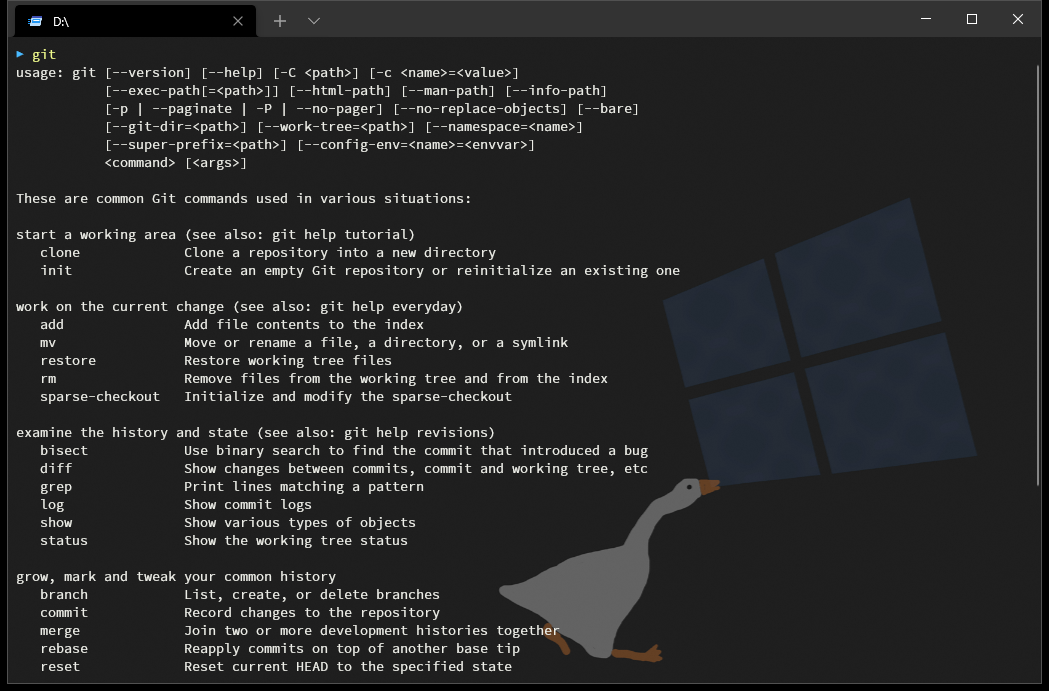 D:\
git
usage: git [--version] [--help] [-C <path>] [-c <name>=<value>]
[--exec-path[=<path>]] [--html-path] [--man-path] [--info-path]
[-p | --paginate | -P | --no-pager] [--no-replace-objects] [--bare]
[--git-dir=<path>] [--work-tree=<path>] [--namespace=<name>]
[--super-prefix=<path>] [--config-env=<name>=<envvar>]
<command> [<args>]
These are common Git commands used in various situations:
start a working area (see also: git help tutorial)
clone Clone a repository into a new directory
init Create an empty Git repository or reinitialize an existing one
work on the current change (see also: git help everyday)
add Add file contents to the index
mv Move or rename a file, a directory, or a symlink
restore Restore working tree files
rm Remove files from the working tree and from the index
sparse-checkout Initialize and modify the sparse-checkout
examine the history and state (see also: git help revisions)
bisect Use binary search to find the commit that introduced a bug
diff Show changes between commits, commit and working tree, etc
grep Print lines matching a pattern
log Show commit logs
show Show various types of objects
status Show the working tree status
grow, mark and tweak your common history
branch List, create, or delete branches
commit Record changes to the repository
merge Join two or more development histories together
rebase Reapply commits on top of another base tip
reset Reset current HEAD to the specified state